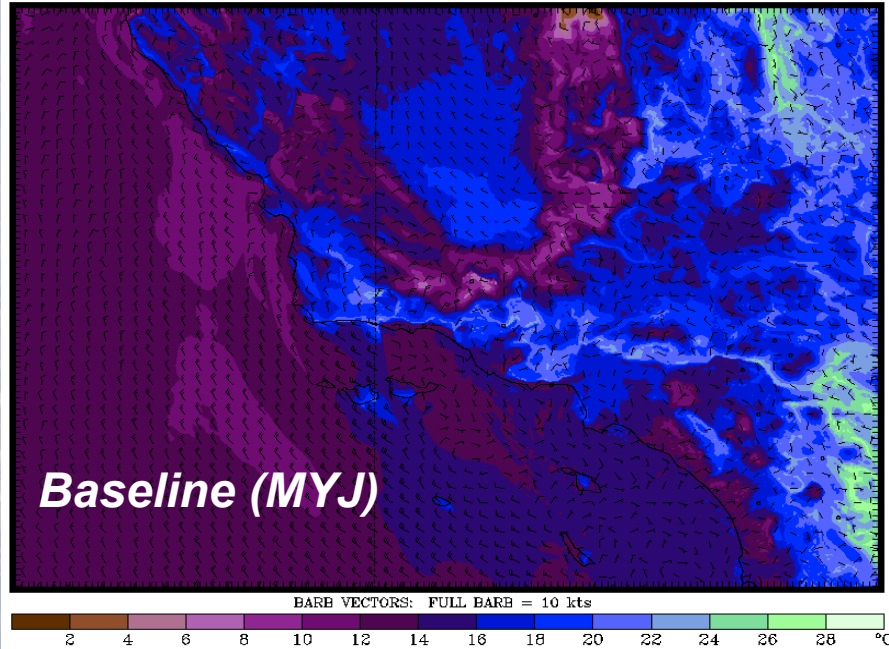 Baseline (MYJ)
BARB VECTORS: FULL BARB = 10 kts
2 4 6 8 10 12 14 16 18 20 22 24 26 28 °C